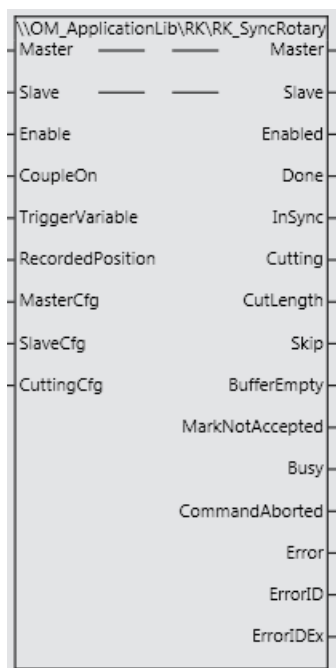 \\OM_ApplicationLib\RK\RK_SyncRotary
Master Master
Slave Slave
Enable Enabled
CoupleOn Done
TriggerVariable InSync
RecordedPosition Cutting
MasterCfg CutLength
SlaveCfg Skip
CuttingCfg BufferEmpty
MarkNotAccepted
Busy
CommandAborted
Error
ErrorID
ErrorIDEx